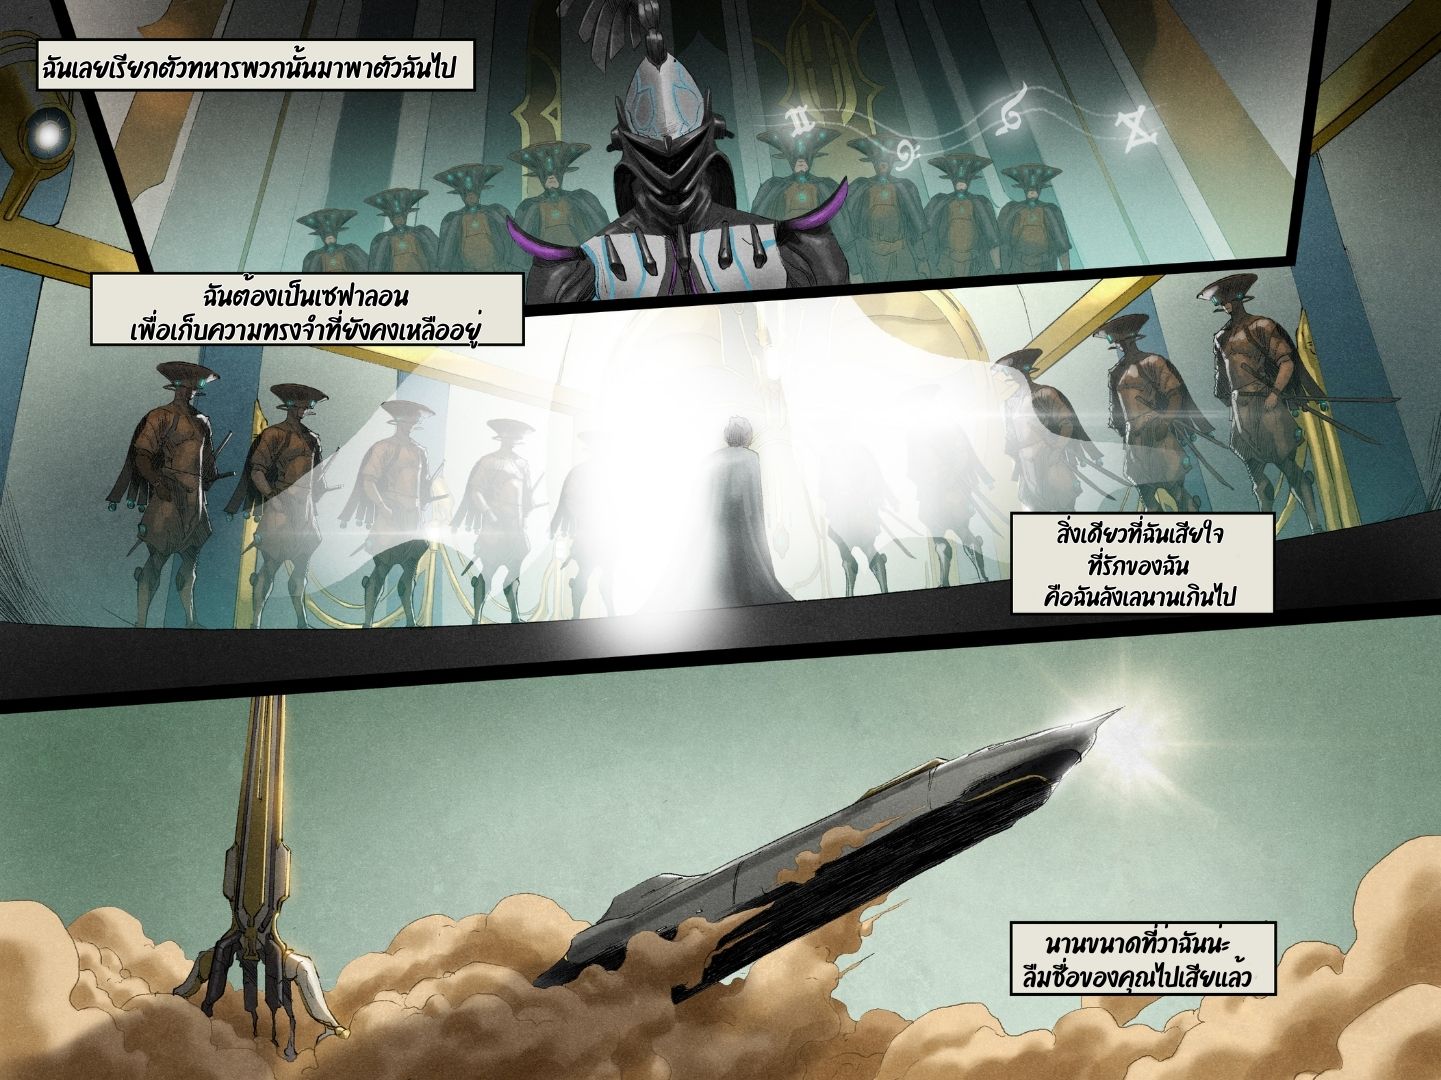 ฉันเลยเรียกตัวทหารพวกนั้นมาพาตัวฉันไป
ฉันต้องเป็นเซฟาลอน
เพื่อเก็บความทรงจำที่ยังคงเหลืออยู่
สิ่งเดียวที่ฉันเสียใจ
ที่รักของฉัน
คือฉันลังเลนานเกินไป
นานขนาดที่ว่าฉันน่ะ
ลืมชื่อของคุณไปเสียแล้ว